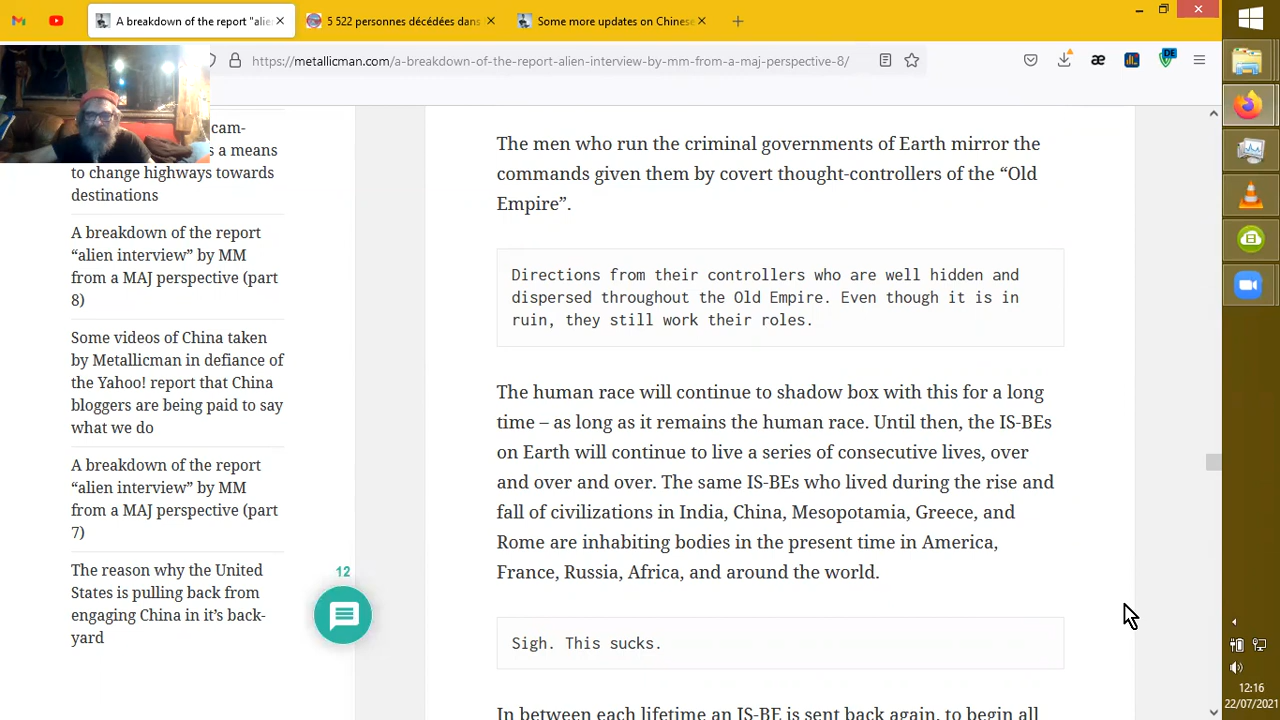 A breakdown of the report "alie
5 522 personnes décédées dans
Some more updates on Chinese
https://metallicman.com/a-breakdown-of-the-r alien-interview-by-mm-from- maj-perspective-8/
DE
cam-
s a means
to change highways towards
destinations
A breakdown of the report
“alien interview” by MM
from a MAJ perspective (part
8)
Some videos of China taken
by Metallicman in defiance of
the Yahoo! report that China
bloggers are being paid to say
what we do
A breakdown of the report
“alien interview” by MM
from a MAJ perspective (part
7)
The reason why the United
States is pulling back from
engaging China in it’s back-
yard
12
The men who run the criminal governments of Earth mirror the
commands given them by covert thought-controllers of the “Old
Empire”.
Directions from their controllers who are well hidden and
dispersed throughout the Old Empire. Even though it is in
ruin, they still work their roles.
The human race will continue to shadow box with this for a long
time – as long as it remains the human race. Until then, the IS-BEs
on Earth will continue to live a series of consecutive lives, over
and over and over. The same IS-BEs who lived during the rise and
fall of civilizations in India, China, Mesopotamia, Greece, and
Rome are inhabiting bodies in the present time in America,
France, Russia, Africa, and around the world.
Sigh. This sucks.
In between each lifetime an IS-BE is sent back again, to begin all
12:16
22/07/2021